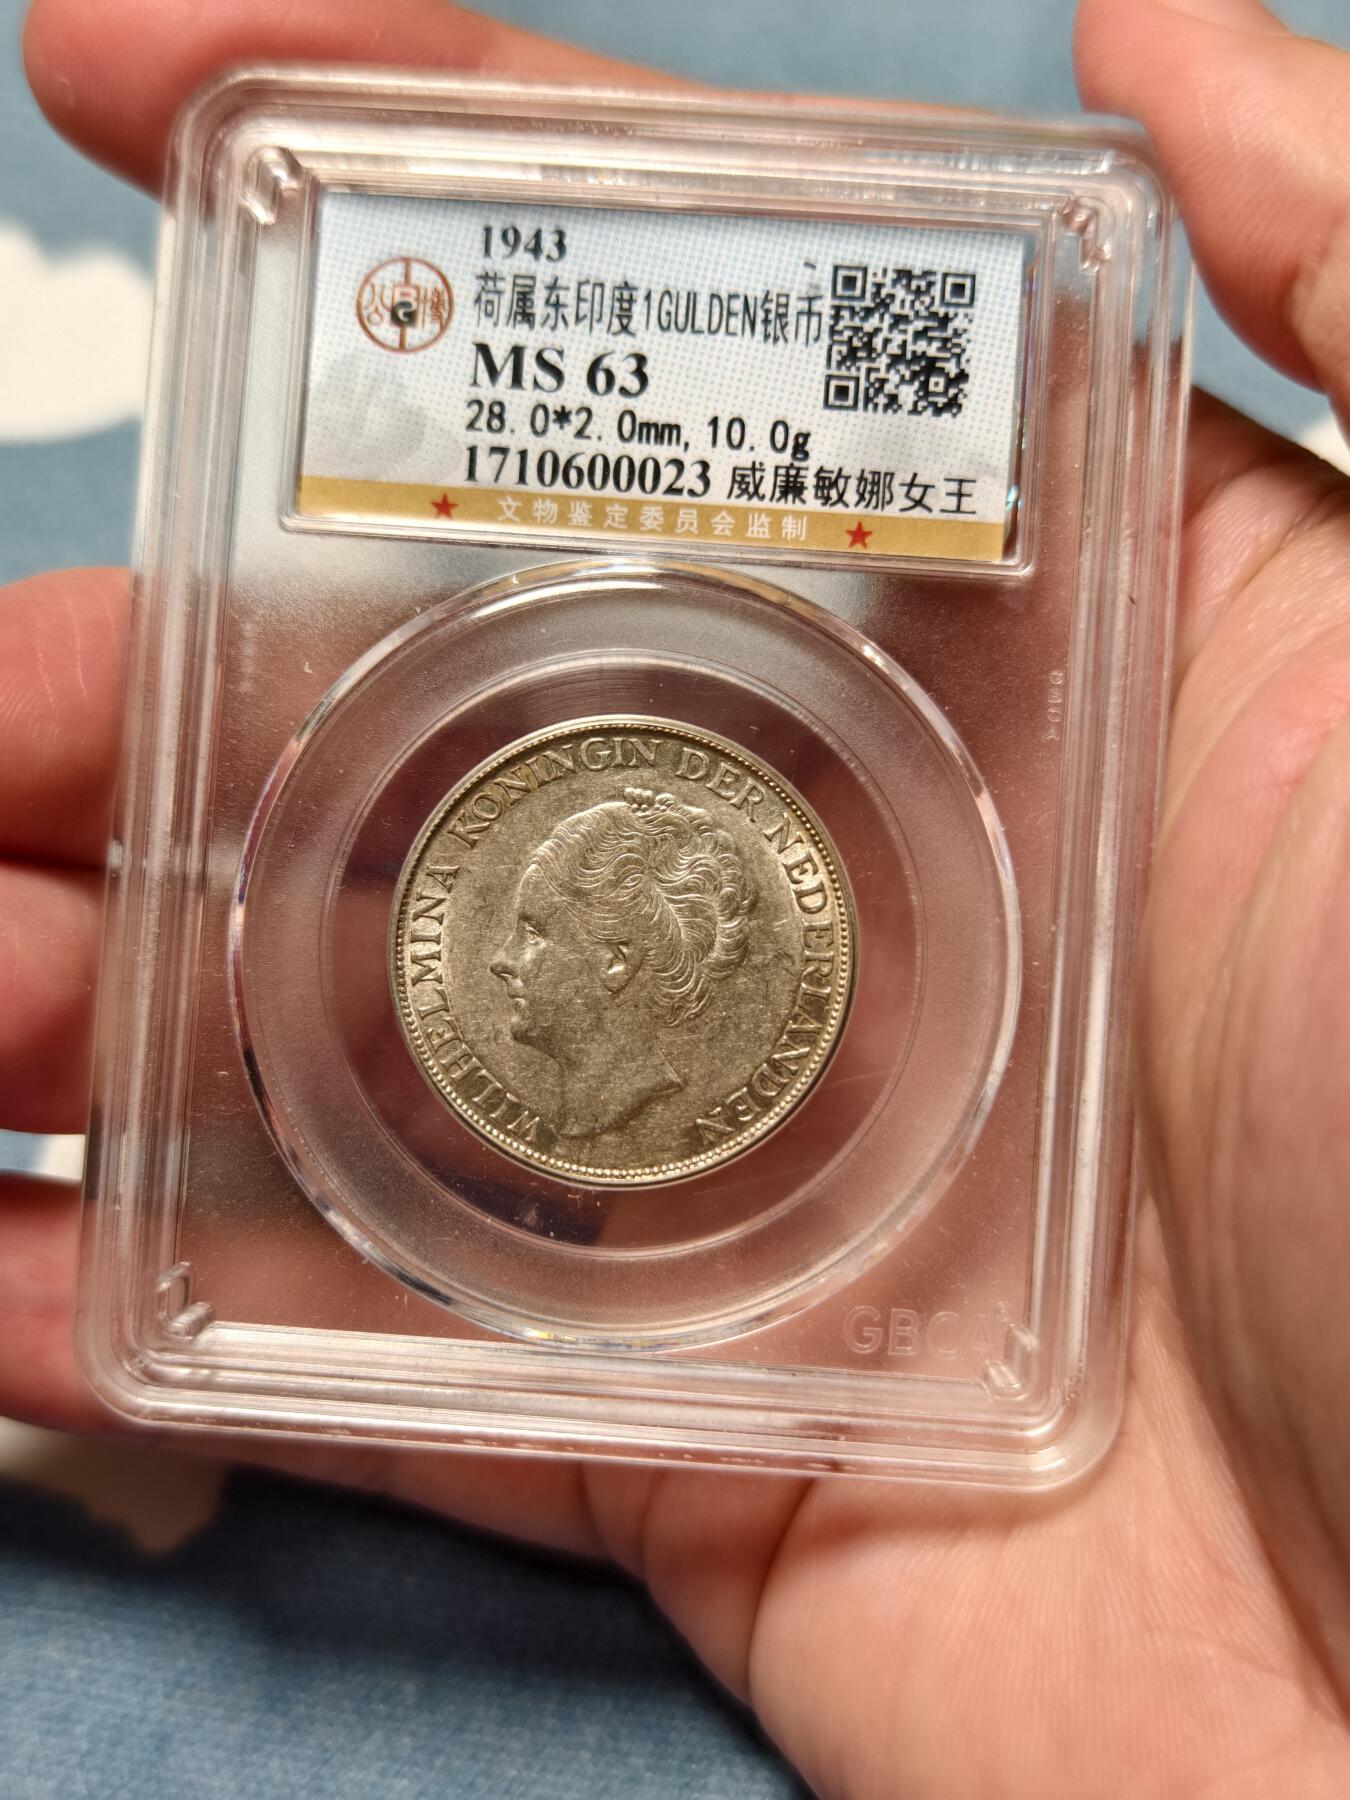 1943
荷属东印度1GULDEN银币
MS 63
28.0*2.0mm, 10.0g
1710600023 威廉敏娜女王
文物鉴定委员会监制
公 B G 博
WILHELMINA KONINGIN DER NEDERLANDEN
GBCA